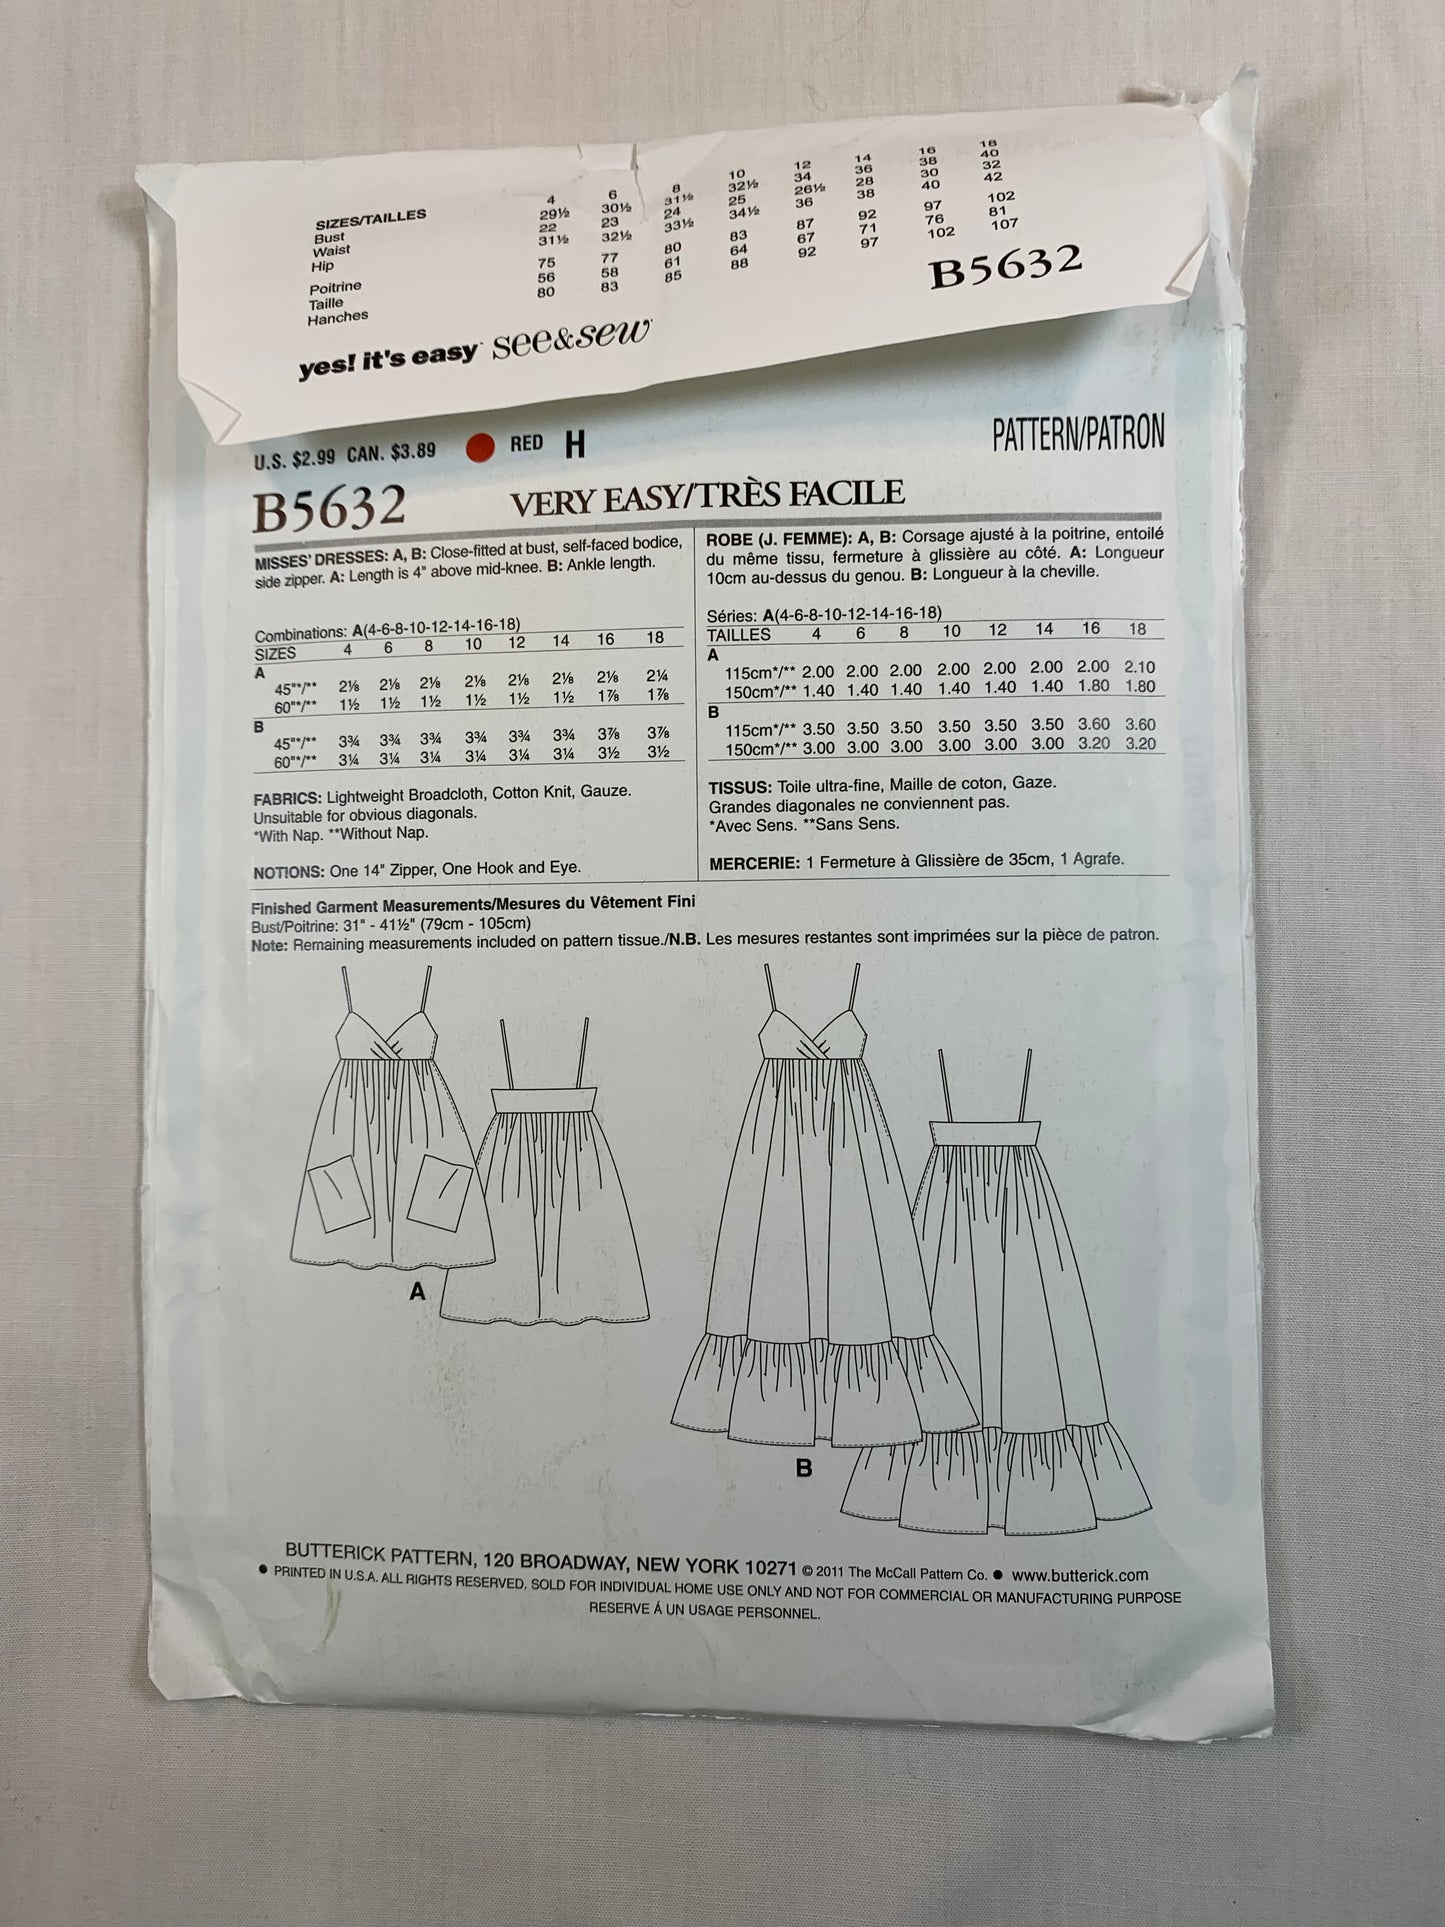 SIZES/TAILLES 4 6 8 10 12 14 16 18
Bust 29½ 30½ 31½ 32½ 34 36 38 40
Waist 22 23 24 25 26½ 28 30 32
Hip 31½ 32½ 33½ 34½ 36 38 40 42
Poitrine 75 77 80 83 87 92 97 102
Taille 56 58 61 64 67 71 76 81
Hanches 80 83 85 88 92 97 102 107
yes! it's easy see&sew B5632
U.S. $2.99 CAN. $3.89 RED H PATTERN/PATRON
B5632 VERY EASY/TRÈS FACILE
MISSES' DRESSES: A, B: Close-fitted at bust, self-faced bodice,
side zipper. A: Length is 4" above mid-knee. B: Ankle length.
Combinations: A(4-6-8-10-12-14-16-18)
SIZES 4 6 8 10 12 14 16 18
A
45"*/** 2⅛ 2⅛ 2⅛ 2⅛ 2⅛ 2⅛ 2⅛ 2¼
60"*/** 1½ 1½ 1½ 1½ 1½ 1½ 1⅞ 1⅞
B
45"*/** 3¾ 3¾ 3¾ 3¾ 3¾ 3¾ 3⅞ 3⅞
60"*/** 3¼ 3¼ 3¼ 3¼ 3¼ 3¼ 3½ 3½
FABRICS: Lightweight Broadcloth, Cotton Knit, Gauze.
Unsuitable for obvious diagonals.
*With Nap. **Without Nap.
NOTIONS: One 14" Zipper, One Hook and Eye.
ROBE (J. FEMME): A, B: Corsage ajusté à la poitrine, entoilé
du même tissu, fermeture à glissière au côté. A: Longueur
10cm au-dessus du genou. B: Longueur à la cheville.
Séries: A(4-6-8-10-12-14-16-18)
TAILLES 4 6 8 10 12 14 16 18
A
115cm*/** 2.00 2.00 2.00 2.00 2.00 2.00 2.00 2.10
150cm*/** 1.40 1.40 1.40 1.40 1.40 1.40 1.80 1.80
B
115cm*/** 3.50 3.50 3.50 3.50 3.50 3.50 3.60 3.60
150cm*/** 3.00 3.00 3.00 3.00 3.00 3.00 3.20 3.20
TISSUS: Toile ultra-fine, Maille de coton, Gaze.
Grandes diagonales ne conviennent pas.
*Avec Sens. **Sans Sens.
MERCERIE: 1 Fermeture à Glissière de 35cm, 1 Agrafe.
Finished Garment Measurements/Mesures du Vêtement Fini
Bust/Poitrine: 31" - 41½" (79cm - 105cm)
Note: Remaining measurements included on pattern tissue./N.B. Les mesures restantes sont imprimées sur la pièce de patron.
A
B
BUTTERICK PATTERN, 120 BROADWAY, NEW YORK 10271 © 2011 The McCall Pattern Co. ● www.butterick.com
● PRINTED IN U.S.A. ALL RIGHTS RESERVED. SOLD FOR INDIVIDUAL HOME USE ONLY AND NOT FOR COMMERCIAL OR MANUFACTURING PURPOSE
RESERVE Á UN USAGE PERSONNEL.